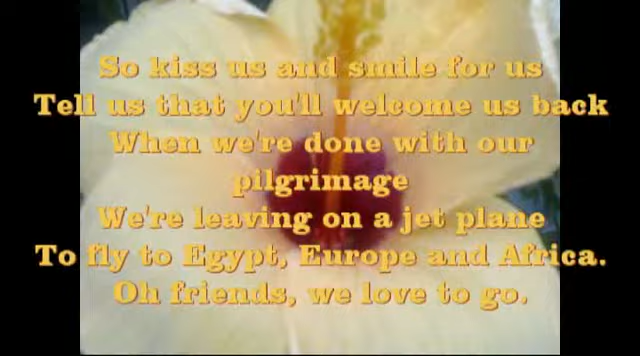 So kiss us and smile for us
Tell us that you'll welcome us back
When we're done with our
pilgrimage
We're leaving on a jet plane
To fly to Egypt, Europe and Africa.
Oh friends, we love to go.